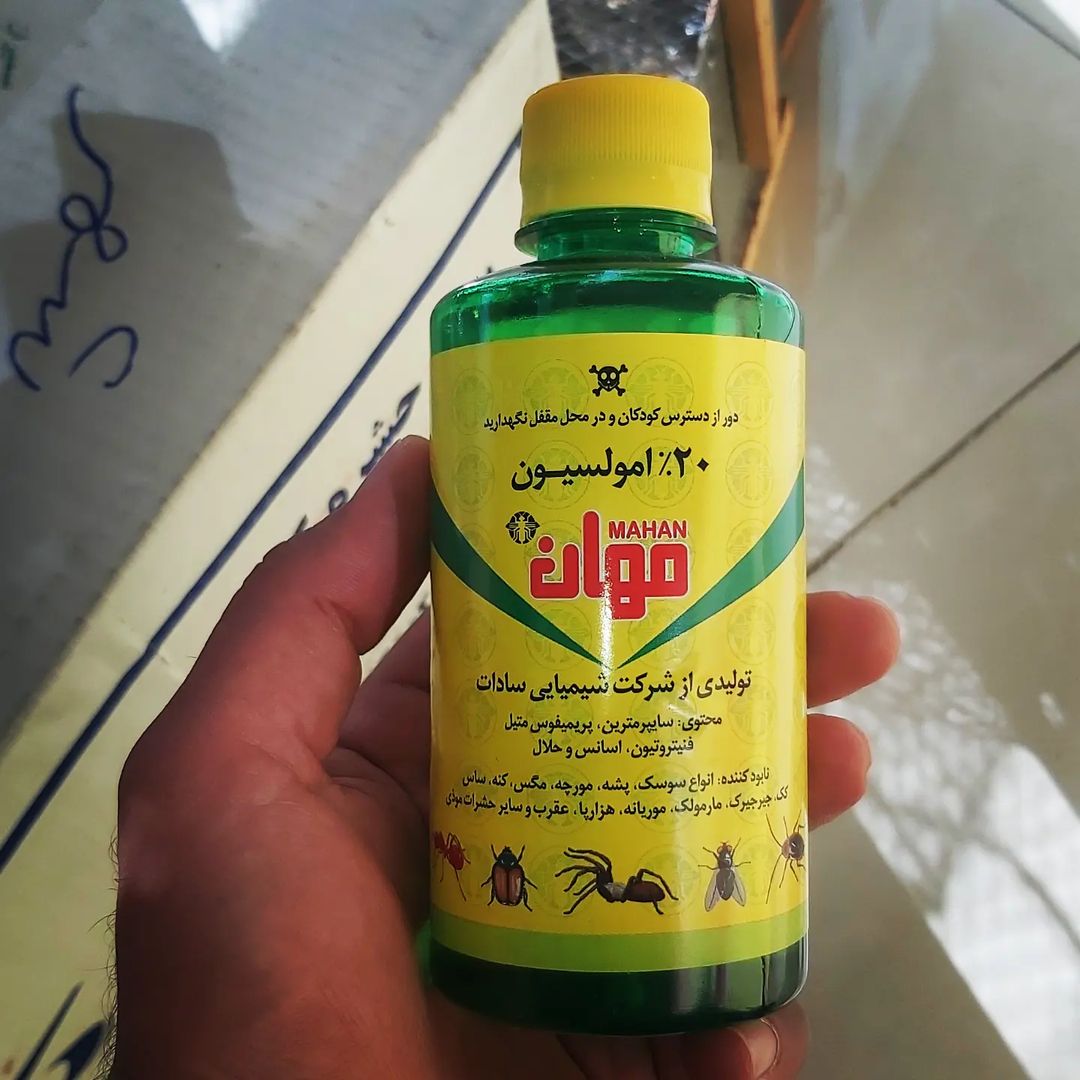 دور از دسترس کودکان و در محل مقفل نگهدارید
۲۰٪ امولسیون
MAHAN
مهان
تولیدی از شرکت شیمیایی سادات
محتوی: سایپرمترین، پریمیفوس متیل
فنیتروتیون، اسانس و حلال
نابود کننده: انواع سوسک، پشه، مورچه، مگس، کنه، ساس
کک، جیرجیرک، مارمولک، موریانه، هزارپا، عقرب و سایر حشرات موذی